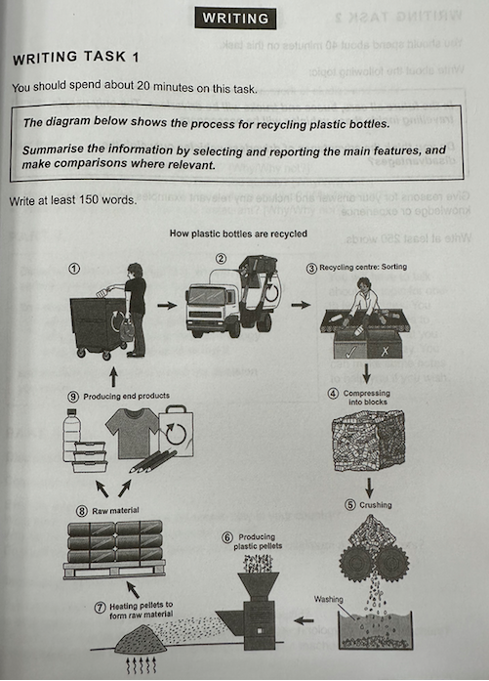 WRITING
WRITING TASK 1
You should spend about 20 minutes on this task.
The diagram below shows the process for recycling plastic bottles.
Summarise the information by selecting and reporting the main features, and
make comparisons where relevant.
Write at least 150 words.
How plastic bottles are recycled
①
②
③ Recycling centre: Sorting
④ Compressing
into blocks
⑤ Crushing
Washing
⑥ Producing
plastic pellets
⑦ Heating pellets to
form raw material
⑧ Raw material
⑨ Producing end products